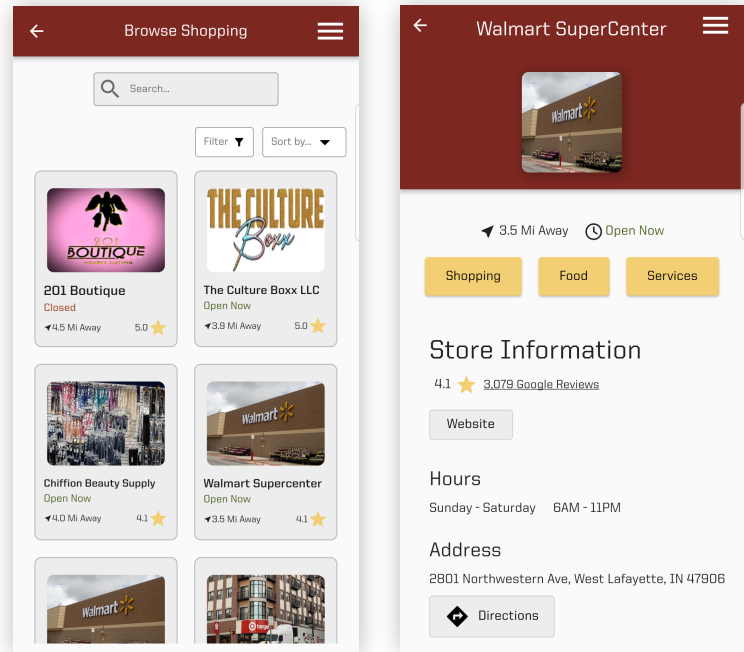 Browse Shopping
Search...
Filter
Sort by...
BOUTIQUE
201 Boutique
Closed
4.5 Mi Away 5.0
THE CULTURE
Boxx
The Culture Boxx LLC
Open Now
3.9 Mi Away 5.0
Chiffion Beauty Supply
Open Now
4.0 Mi Away 4.1
Walmart
Walmart Supercenter
Open Now
3.5 Mi Away 4.1
Walmart
target
Walmart SuperCenter
Walmart
3.5 Mi Away Open Now
Shopping Food Services
Store Information
4.1 3,079 Google Reviews
Website
Hours
Sunday - Saturday 6AM - 11PM
Address
2801 Northwestern Ave, West Lafayette, IN 47906
Directions